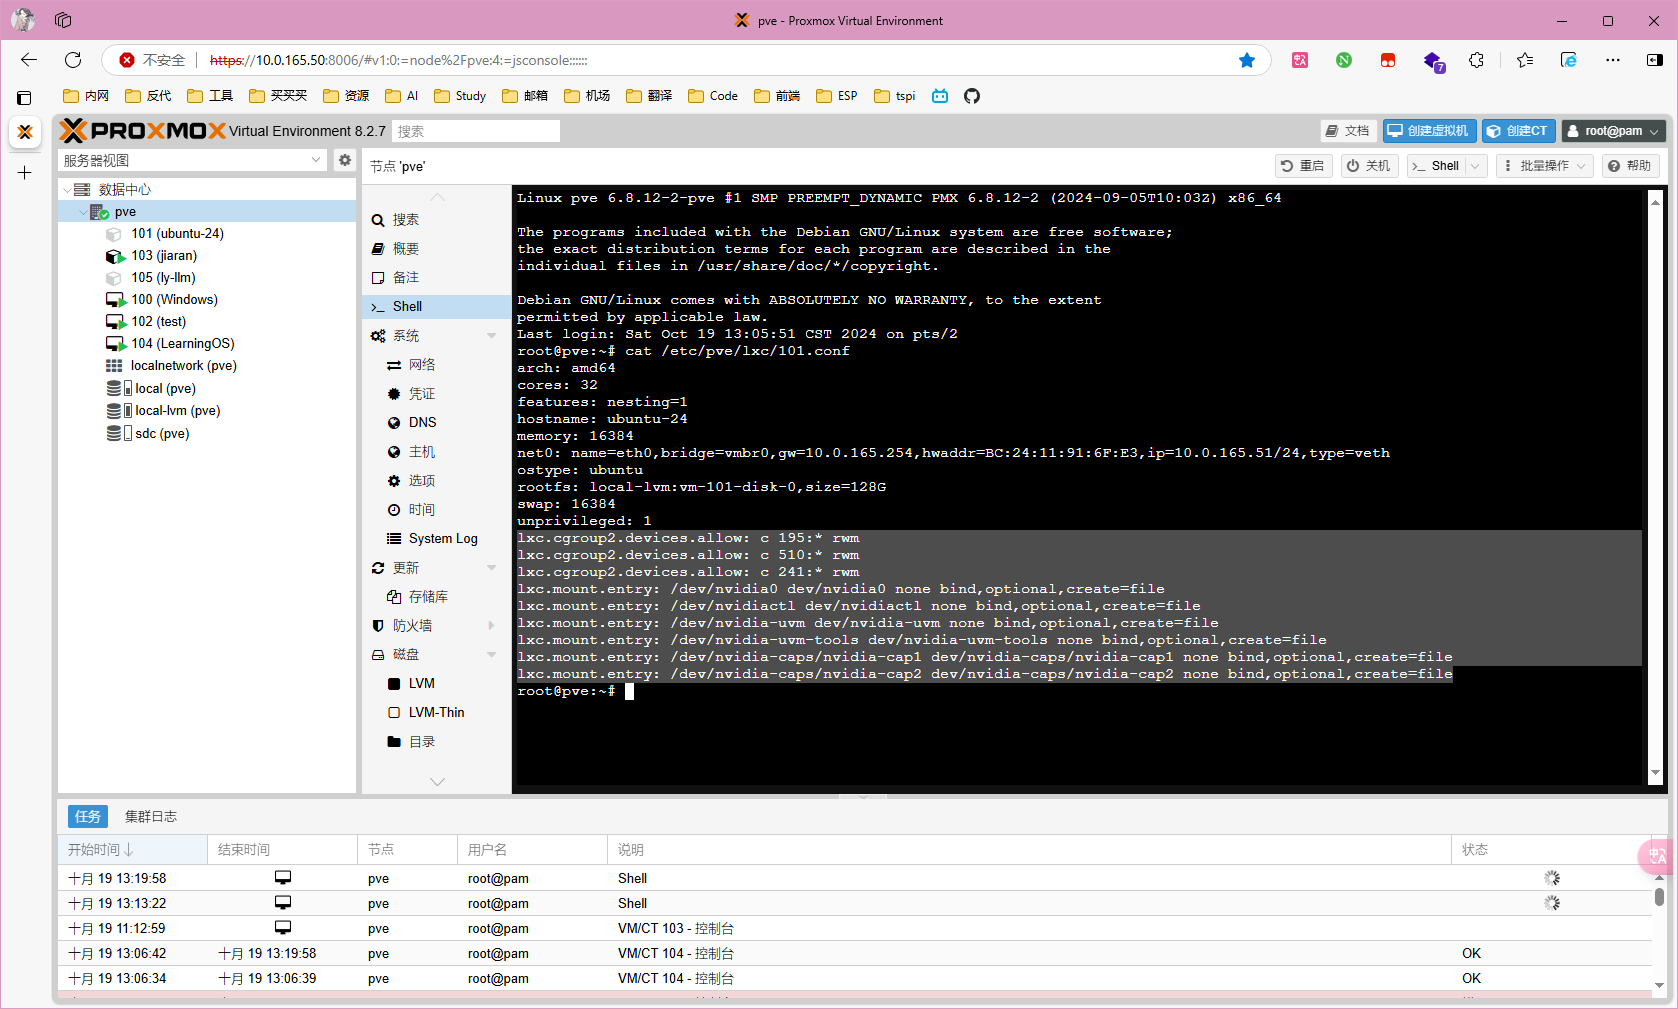 pve - Proxmox Virtual Environment
不安全 https://10.0.165.50:8006/#v1:0:=node%2Fpve:4:=jsconsole::::::
7
内网 反代 工具 买买买 资源 AI Study 邮箱 机场 翻译 Code 前端 ESP tspi
PROXMOX Virtual Environment 8.2.7 搜索 文档 创建虚拟机 创建CT root@pam
服务器视图
节点 'pve' 重启 关机 Shell 批量操作 帮助
数据中心
pve
101 (ubuntu-24)
103 (jiaran)
105 (ly-llm)
100 (Windows)
102 (test)
104 (LearningOS)
localnetwork (pve)
local (pve)
local-lvm (pve)
sdc (pve)
搜索
概要
备注
Shell
系统
网络
凭证
DNS
主机
选项
时间
System Log
更新
存储库
防火墙
磁盘
LVM
LVM-Thin
目录
Linux pve 6.8.12-2-pve #1 SMP PREEMPT_DYNAMIC PMX 6.8.12-2 (2024-09-05T10:03Z) x86_64
The programs included with the Debian GNU/Linux system are free software;
the exact distribution terms for each program are described in the
individual files in /usr/share/doc/*/copyright.
Debian GNU/Linux comes with ABSOLUTELY NO WARRANTY, to the extent
permitted by applicable law.
Last login: Sat Oct 19 13:05:51 CST 2024 on pts/2
root@pve:~# cat /etc/pve/lxc/101.conf
arch: amd64
cores: 32
features: nesting=1
hostname: ubuntu-24
memory: 16384
net0: name=eth0,bridge=vmbr0,gw=10.0.165.254,hwaddr=BC:24:11:91:6F:E3,ip=10.0.165.51/24,type=veth
ostype: ubuntu
rootfs: local-lvm:vm-101-disk-0,size=128G
swap: 16384
unprivileged: 1
lxc.cgroup2.devices.allow: c 195:* rwm
lxc.cgroup2.devices.allow: c 510:* rwm
lxc.cgroup2.devices.allow: c 241:* rwm
lxc.mount.entry: /dev/nvidia0 dev/nvidia0 none bind,optional,create=file
lxc.mount.entry: /dev/nvidiactl dev/nvidiactl none bind,optional,create=file
lxc.mount.entry: /dev/nvidia-uvm dev/nvidia-uvm none bind,optional,create=file
lxc.mount.entry: /dev/nvidia-uvm-tools dev/nvidia-uvm-tools none bind,optional,create=file
lxc.mount.entry: /dev/nvidia-caps/nvidia-cap1 dev/nvidia-caps/nvidia-cap1 none bind,optional,create=file
lxc.mount.entry: /dev/nvidia-caps/nvidia-cap2 dev/nvidia-caps/nvidia-cap2 none bind,optional,create=file
root@pve:~#
任务 集群日志
开始时间 结束时间 节点 用户名 说明 状态
十月 19 13:19:58 pve root@pam Shell
十月 19 13:13:22 pve root@pam Shell
十月 19 11:12:59 pve root@pam VM/CT 103 - 控制台
十月 19 13:06:42 十月 19 13:19:58 pve root@pam VM/CT 104 - 控制台 OK
十月 19 13:06:34 十月 19 13:06:39 pve root@pam VM/CT 104 - 控制台 OK